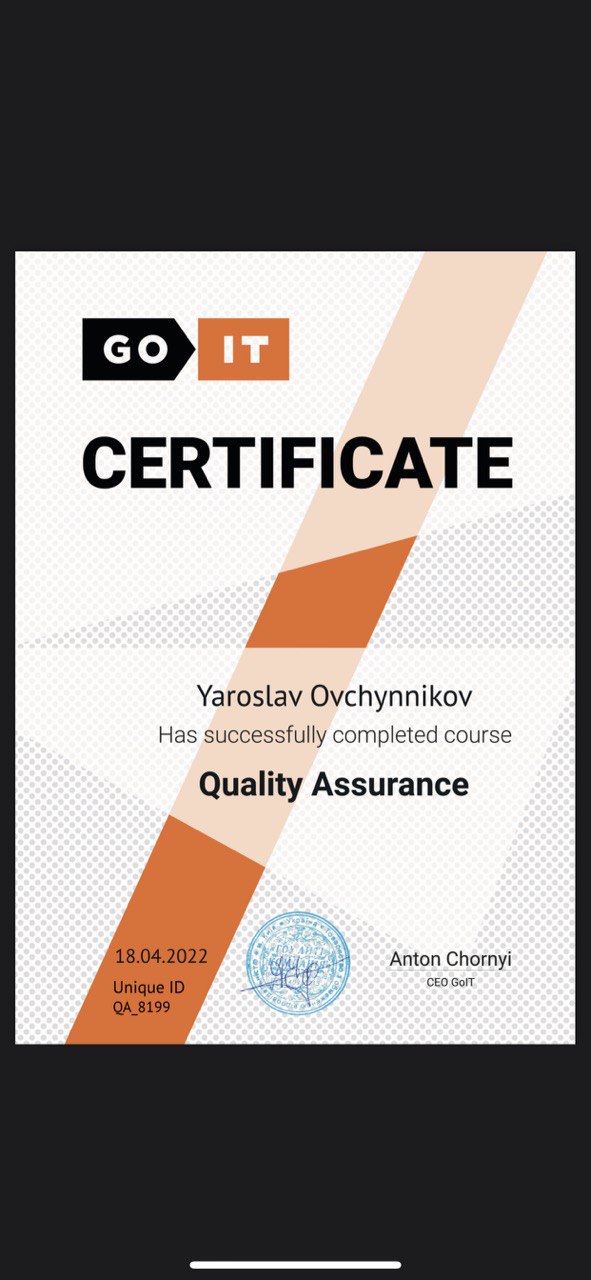 GO IT
CERTIFICATE
Yaroslav Ovchynnikov
Has successfully completed course
Quality Assurance
18.04.2022
Unique ID
QA_8199
Anton Chornyi
CEO GoIT